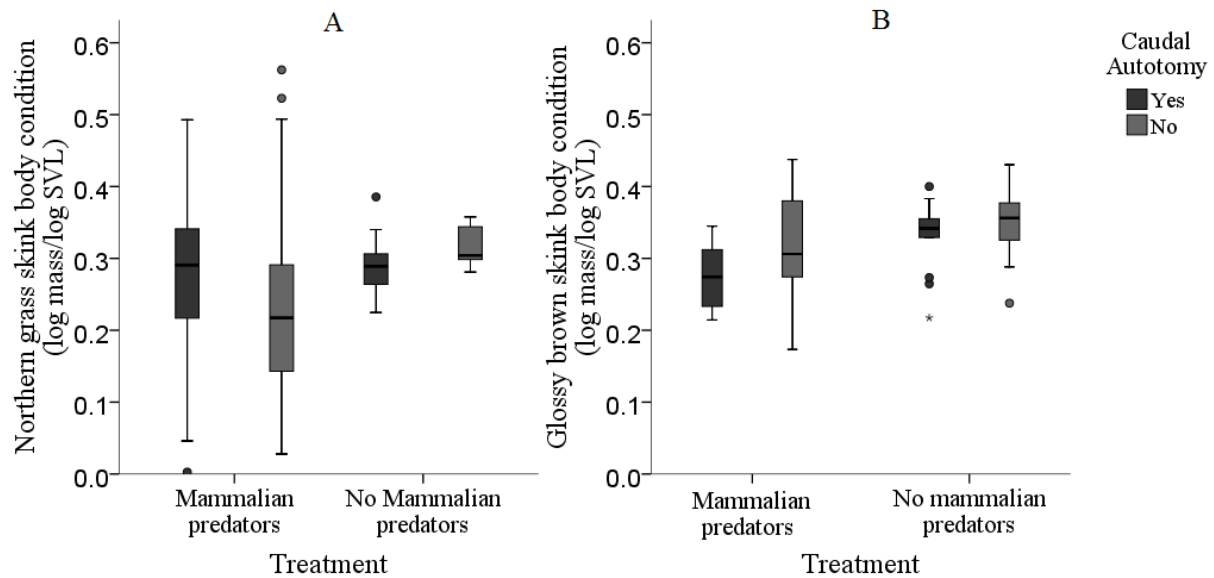 A
Northern grass skink body condition
(log mass/log SVL)
0.6
0.5
0.4
0.3
0.2
0.1
0.0
Mammalian
predators
No Mammalian
predators
Treatment
B
Glossy brown skink body condition
(log mass/log SVL)
0.6
0.5
0.4
0.3
0.2
0.1
0.0
*
Mammalian
predators
No mammalian
predators
Treatment
Caudal
Autotomy
Yes
No